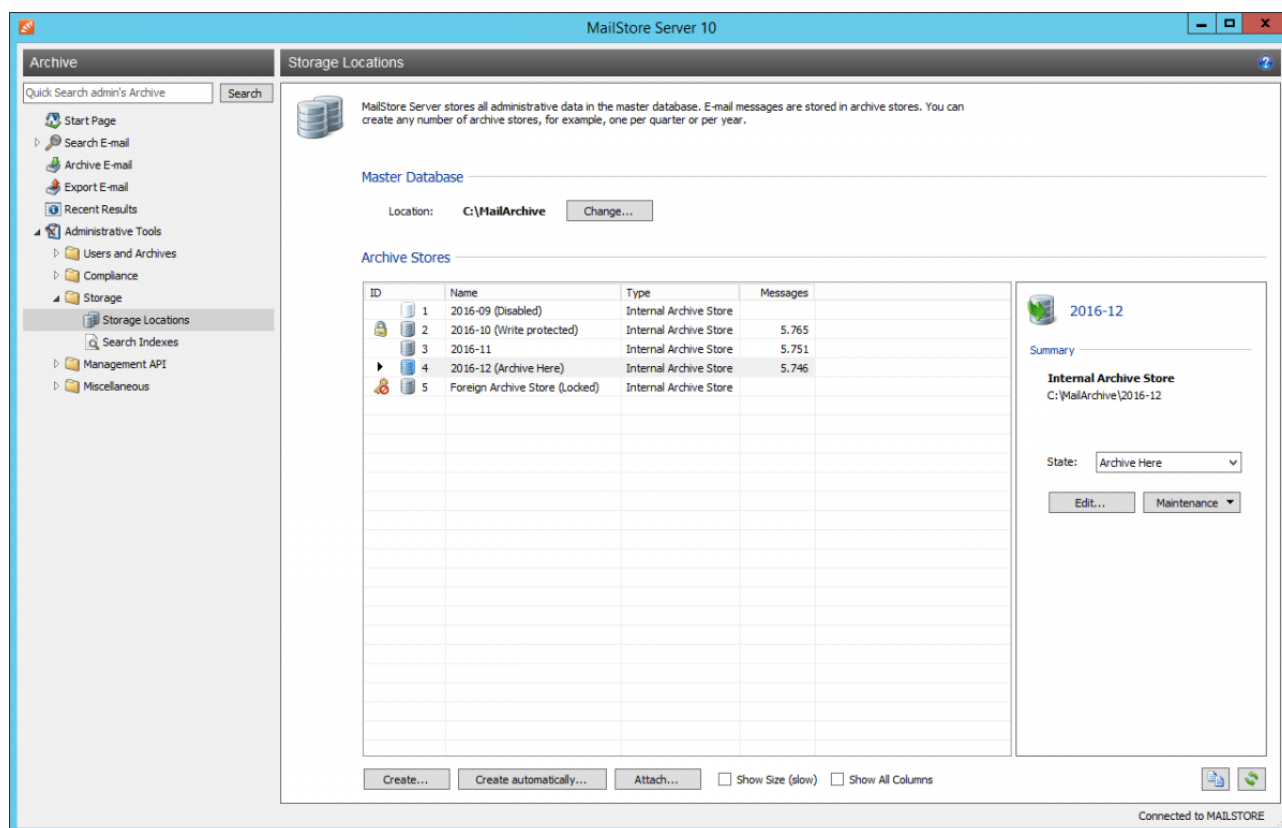 MailStore Server 10
Archive
Storage Locations
Quick Search admin's Archive
Search
Start Page
Search E-mail
Archive E-mail
Export E-mail
Recent Results
Administrative Tools
Users and Archives
Compliance
Storage
Storage Locations
Search Indexes
Management API
Miscellaneous
MailStore Server stores all administrative data in the master database. E-mail messages are stored in archive stores. You can
create any number of archive stores, for example, one per quarter or per year.
Master Database
Location: C:\MailArchive Change...
Archive Stores
ID Name Type Messages
1 2016-09 (Disabled) Internal Archive Store
2 2016-10 (Write protected) Internal Archive Store 5.765
3 2016-11 Internal Archive Store 5.751
4 2016-12 (Archive Here) Internal Archive Store 5.746
5 Foreign Archive Store (Locked) Internal Archive Store
2016-12
Summary
Internal Archive Store
C:\MailArchive\2016-12
State: Archive Here
Edit... Maintenance
Create... Create automatically... Attach... Show Size (slow) Show All Columns
Connected to MAILSTORE